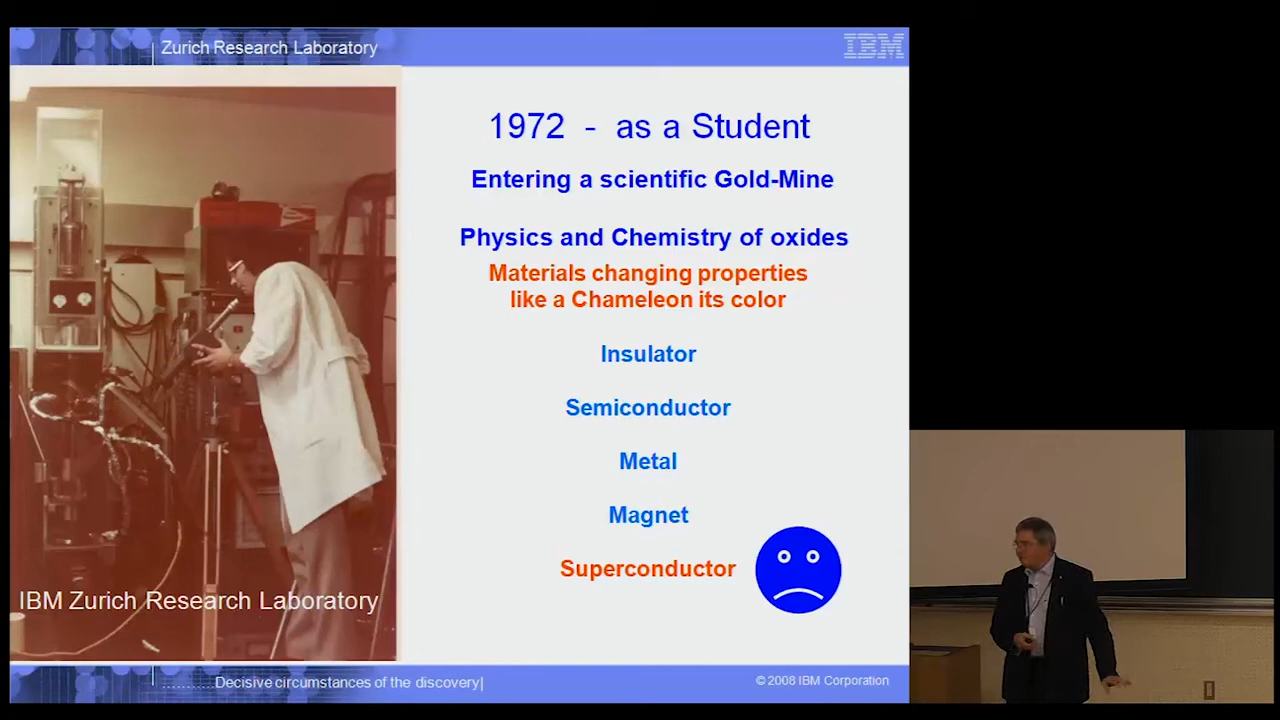 Zurich Research Laboratory
IBM
1972 - as a Student
Entering a scientific Gold-Mine
Physics and Chemistry of oxides
Materials changing properties
like a Chameleon its color
Insulator
Semiconductor
Metal
Magnet
Superconductor
IBM Zurich Research Laboratory
.......... Decisive circumstances of the discovery|
© 2008 IBM Corporation